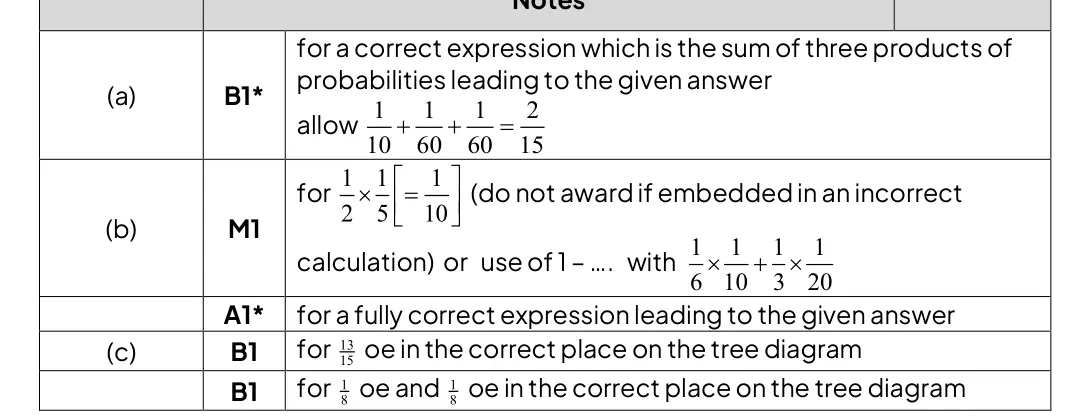 Notes
(a) B1* for a correct expression which is the sum of three products of
probabilities leading to the given answer
allow 1/10 + 1/60 + 1/60 = 2/15
(b) M1 for 1/2 × 1/5 [= 1/10] (do not award if embedded in an incorrect
calculation) or use of 1 – …. with 1/6 × 1/10 + 1/3 × 1/20
A1* for a fully correct expression leading to the given answer
(c) B1 for 13/15 oe in the correct place on the tree diagram
B1 for 1/8 oe and 1/8 oe in the correct place on the tree diagram